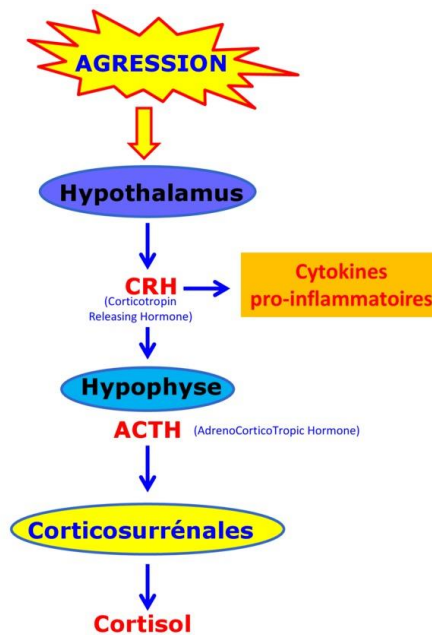 AGRESSION
Hypothalamus
CRH
(Corticotropin
Releasing Hormone)
Cytokines
pro-inflammatoires
Hypophyse
ACTH (AdrenoCorticoTropic Hormone)
Corticosurrénales
Cortisol